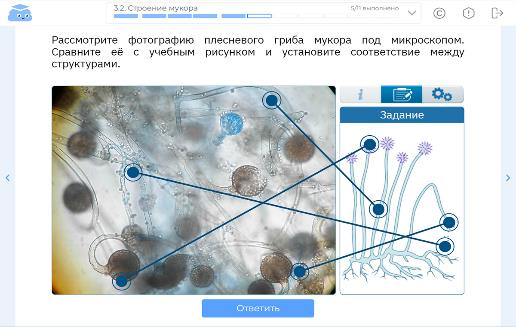 3.2. Строение мукора
5/11 выполнено
Рассмотрите фотографию плесневого гриба мукора под микроскопом.
Сравните её с учебным рисунком и установите соответствие между
структурами.
Задание
Ответить